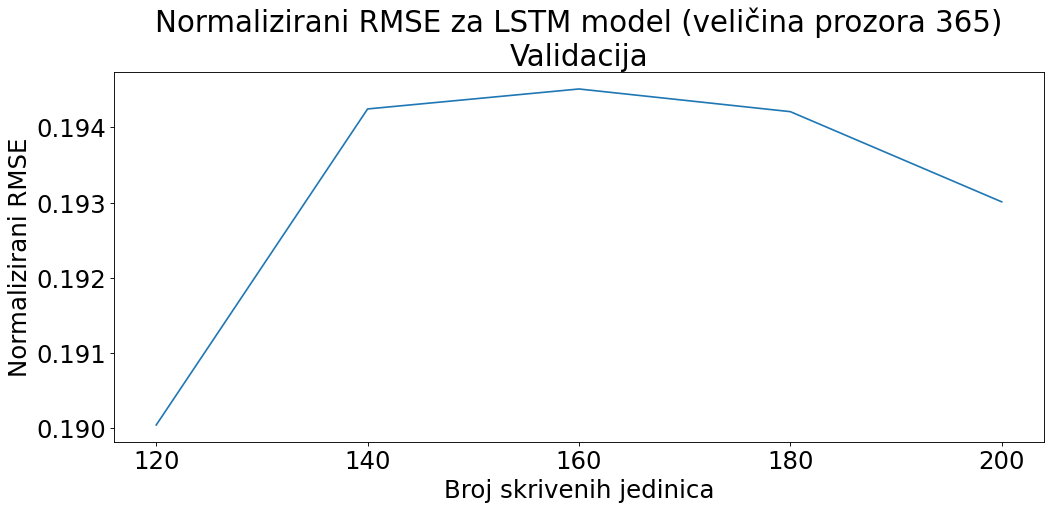 Normalizirani RMSE za LSTM model (veličina prozora 365)
Validacija
Normalizirani RMSE
0.194
0.193
0.192
0.191
0.190
120 140 160 180 200
Broj skrivenih jedinica